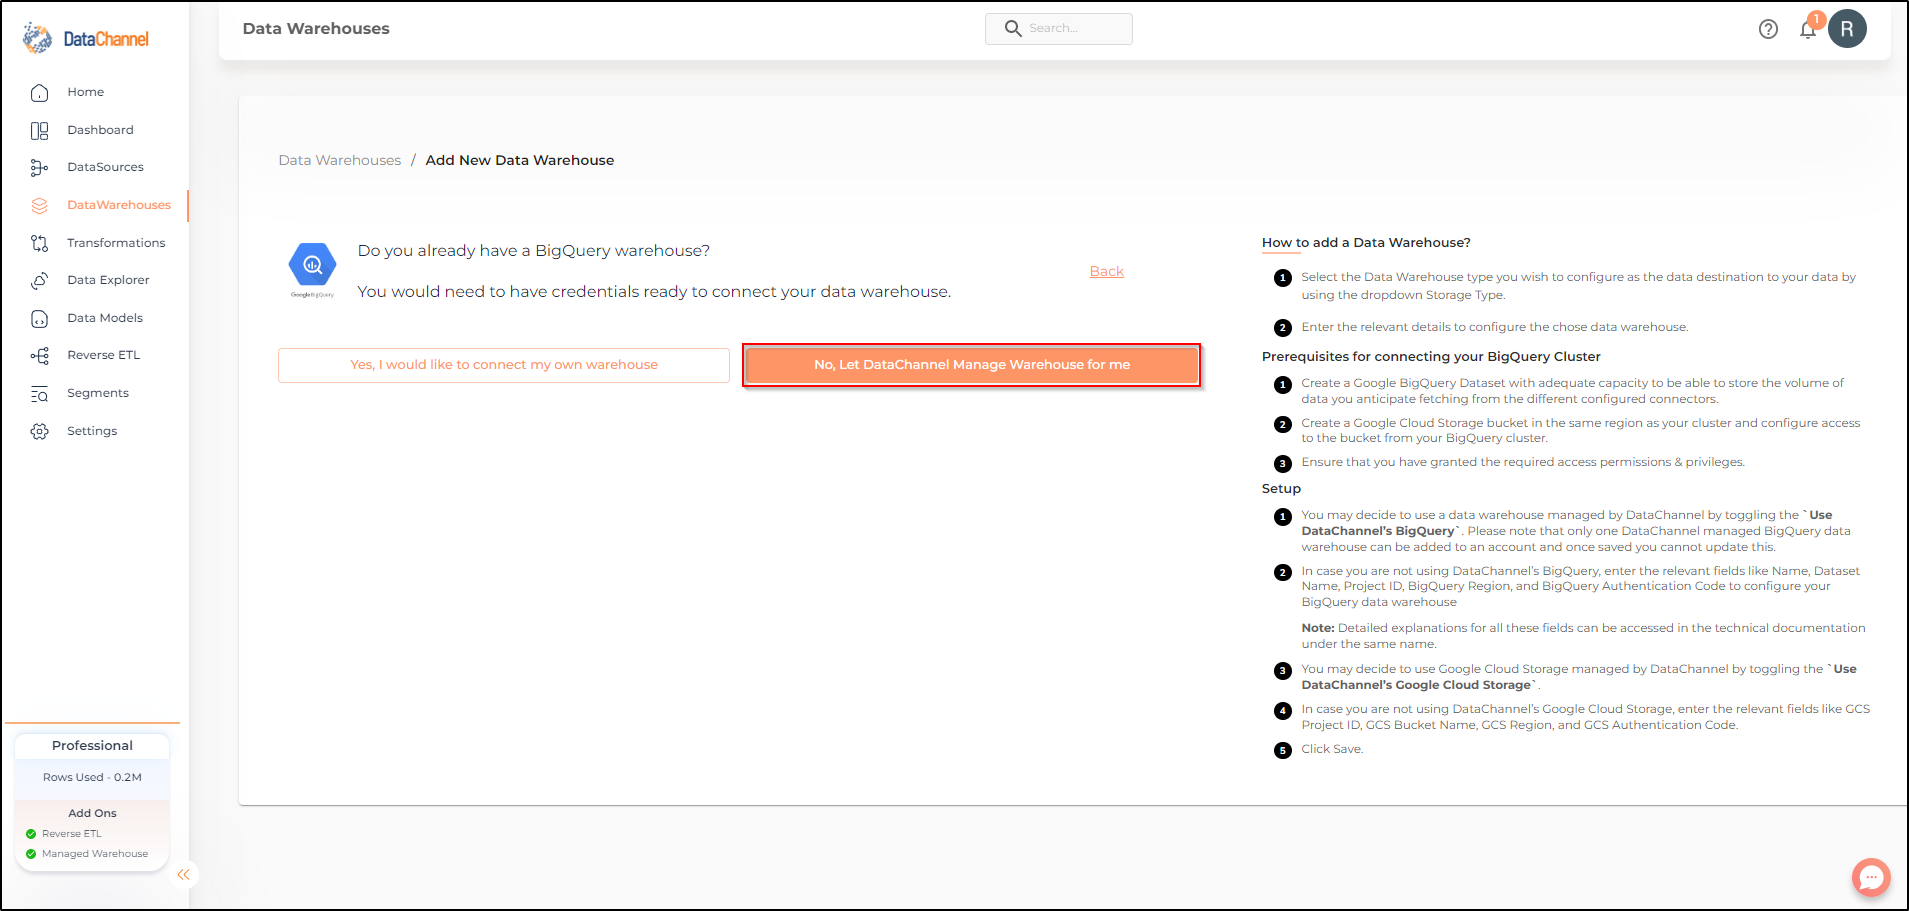 DataChannel
Home
Dashboard
DataSources
DataWarehouses
Transformations
Data Explorer
Data Models
Reverse ETL
Segments
Settings
Professional
Rows Used - 0.2M
Add Ons
Reverse ETL
Managed Warehouse
Data Warehouses
Search...
1
R
Data Warehouses / Add New Data Warehouse
Google Big Query
Do you already have a BigQuery warehouse?
You would need to have credentials ready to connect your data warehouse.
Back
Yes, I would like to connect my own warehouse
No, Let DataChannel Manage Warehouse for me
How to add a Data Warehouse?
1 Select the Data Warehouse type you wish to configure as the data destination to your data by
using the dropdown Storage Type.
2 Enter the relevant details to configure the chose data warehouse.
Prerequisites for connecting your BigQuery Cluster
1 Create a Google BigQuery Dataset with adequate capacity to be able to store the volume of
data you anticipate fetching from the different configured connectors.
2 Create a Google Cloud Storage bucket in the same region as your cluster and configure access
to the bucket from your BigQuery cluster.
3 Ensure that you have granted the required access permissions & privileges.
Setup
1 You may decide to use a data warehouse managed by DataChannel by toggling the `Use
DataChannel's BigQuery`. Please note that only one DataChannel managed BigQuery data
warehouse can be added to an account and once saved you cannot update this.
2 In case you are not using DataChannel's BigQuery, enter the relevant fields like Name, Dataset
Name, Project ID, BigQuery Region, and BigQuery Authentication Code to configure your
BigQuery data warehouse
Note: Detailed explanations for all these fields can be accessed in the technical documentation
under the same name.
3 You may decide to use Google Cloud Storage managed by DataChannel by toggling the `Use
DataChannel's Google Cloud Storage`.
4 In case you are not using DataChannel's Google Cloud Storage, enter the relevant fields like GCS
Project ID, GCS Bucket Name, GCS Region, and GCS Authentication Code.
5 Click Save.